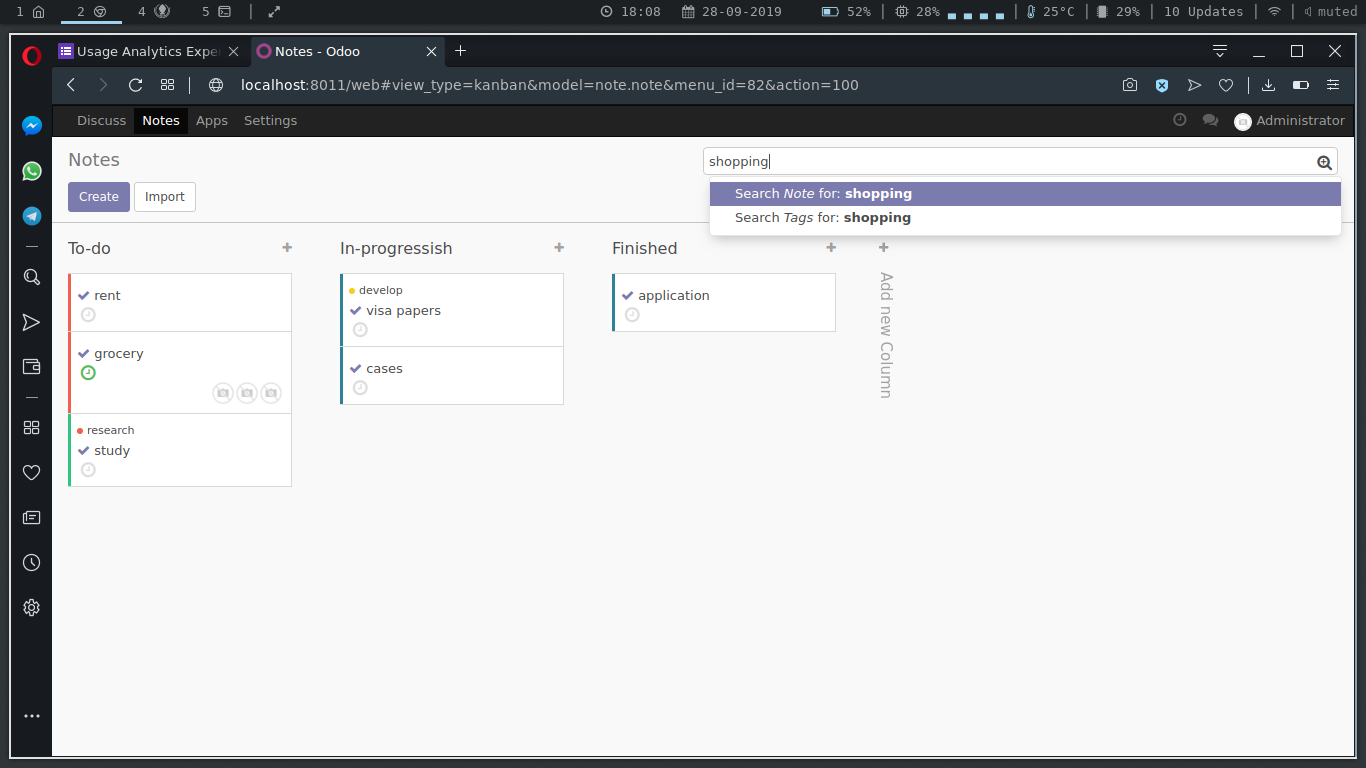 1 2 4 5 18:08 28-09-2019 52% 28% 25°C 29% 10 Updates muted
Usage Analytics Expe Notes - Odoo
localhost:8011/web#view_type=kanban&model=note.note&menu_id=82&action=100
Discuss Notes Apps Settings Administrator
Notes
shopping
Create Import
Search Note for: shopping
Search Tags for: shopping
To-do
rent
grocery
research
study
In-progressish
develop
visa papers
cases
Finished
application
Add new Column